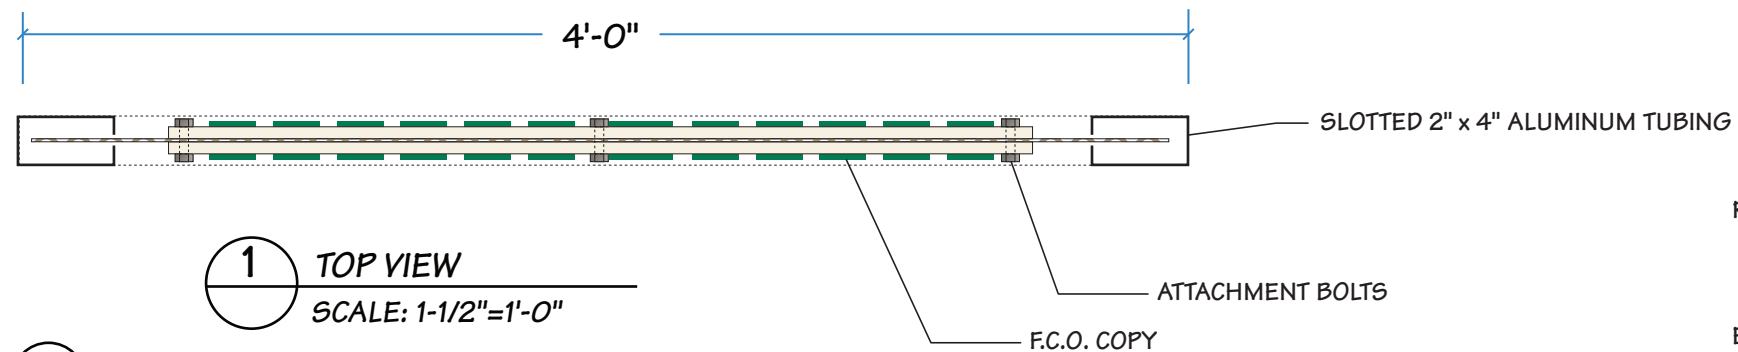 4'-0"
SLOTTED 2" x 4" ALUMINUM TUBING
1
TOP VIEW
SCALE: 1-1/2"=1'-0"
ATTACHMENT BOLTS
F.C.O. COPY